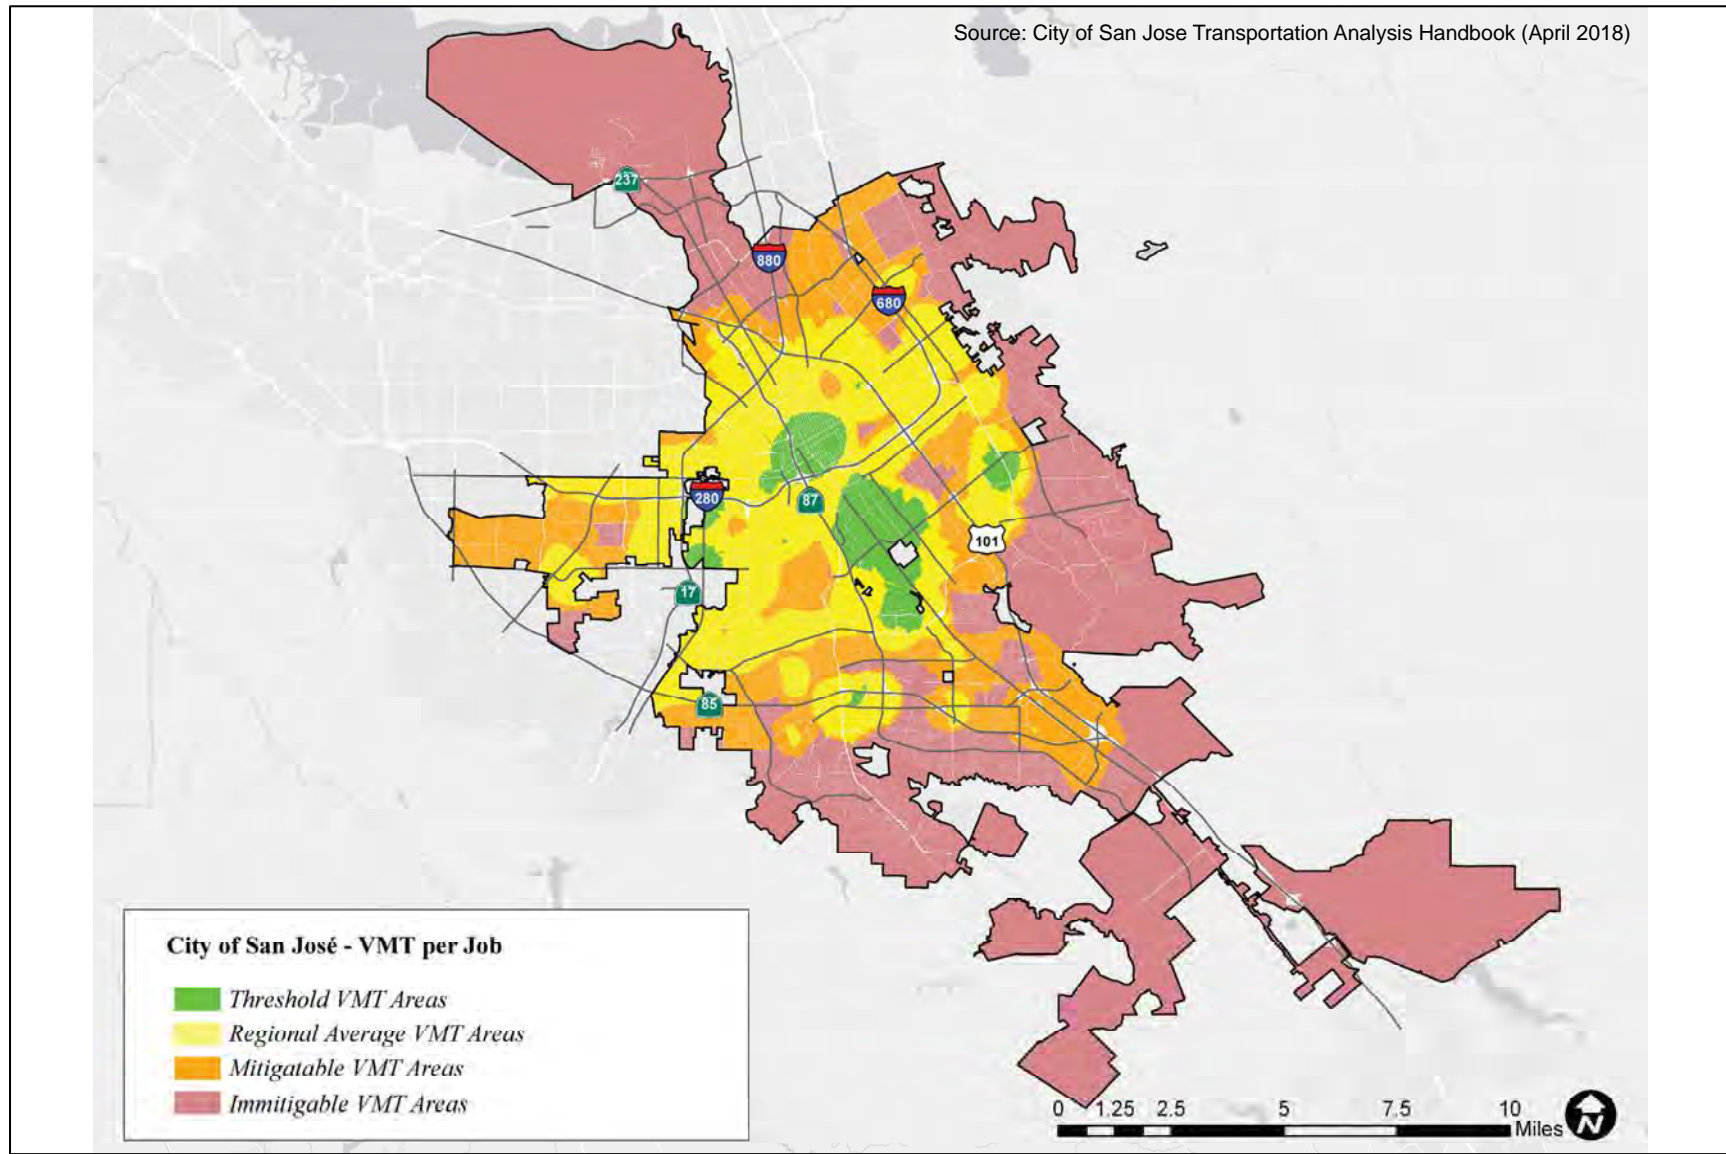 Source: City of San Jose Transportation Analysis Handbook (April 2018)
237
880
680
280
87
101
17
85
City of San José - VMT per Job
Threshold VMT Areas
Regional Average VMT Areas
Mitigatable VMT Areas
Immitigable VMT Areas
0 1.25 2.5 5 7.5 10
Miles
N